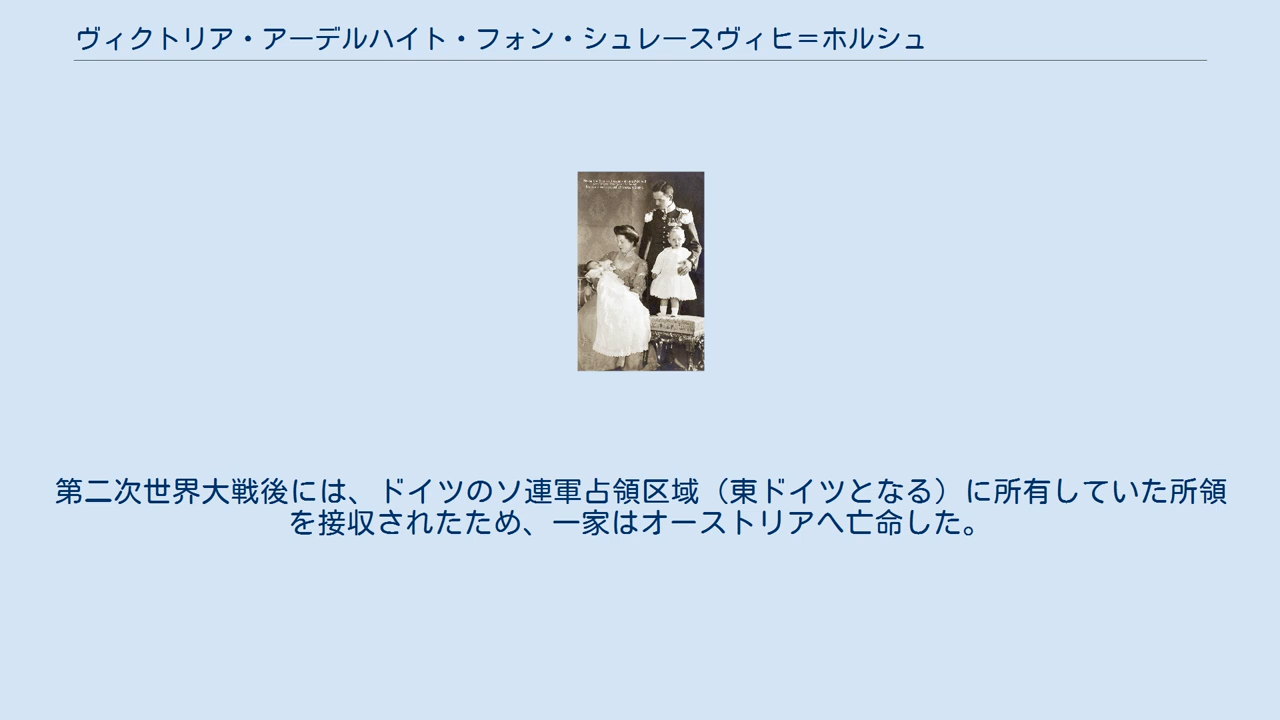 ヴィクトリア・アーデルハイト・フォン・シュレースヴィヒ＝ホルシュ
第二次世界大戦後には、ドイツのソ連軍占領区域（東ドイツとなる）に所有していた所領
を接収されたため、一家はオーストリアへ亡命した。